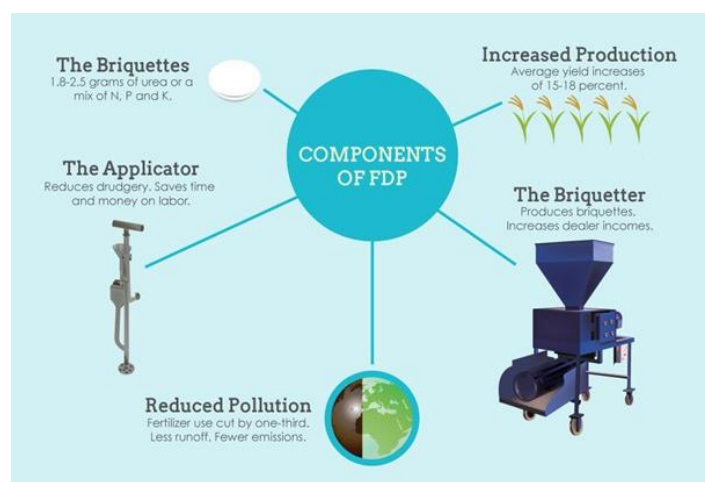 The Briquettes
1.8-2.5 grams of urea or a
mix of N, P and K.
Increased Production
Average yield increases
of 15-18 percent.
COMPONENTS
OF FDP
The Applicator
Reduces drudgery. Saves time
and money on labor.
The Briquetter
Produces briquettes.
Increases dealer incomes.
Reduced Pollution
Fertilizer use cut by one-third.
Less runoff, Fewer emissions.